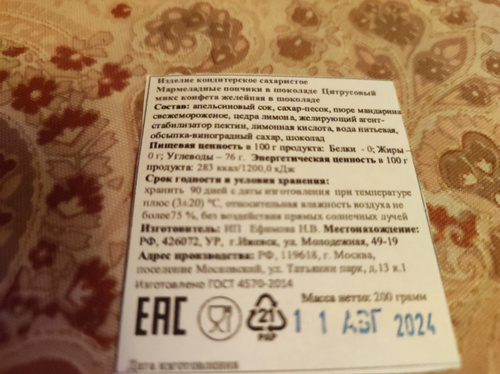 Изделие кондитерское сахаристое
Мармеладные пончики в шоколаде Цитрусовый
микс конфета желейная в шоколаде
Состав: апельсиновый сок, сахар-песок, пюре мандарина
свежемороженое, цедра лимона, желирующий агент-
стабилизатор пектин, лимонная кислота, вода питьевая,
обсыпка-виноградный сахар, шоколад
Пищевая ценность в 100 г продукта: Белки - 0; Жиры –
0 г; Углеводы – 76 г. Энергетическая ценность в 100 г
продукта: 283 ккал/1200,0 кДж
Срок годности и условия хранения:
хранить 90 дней с даты изготовления при температуре
плюс (3±20) °С, относительная влажность воздуха не
более 75 %, без воздействия прямых солнечных лучей
Изготовитель: ИП Ефимова Н.В. Местонахождение:
РФ, 426072, УР, г.Ижевск, ул. Молодежная, 49-19
Адрес производства: РФ, 119618, г. Москва,
поселение Московский, ул. Татьянин парк, д.13 к.1
Изготовлено ГОСТ 4570-2014
Масса нетто: 200 грамм
ЕАС 21 PAP 11 АВГ 2024
Дата изготовления